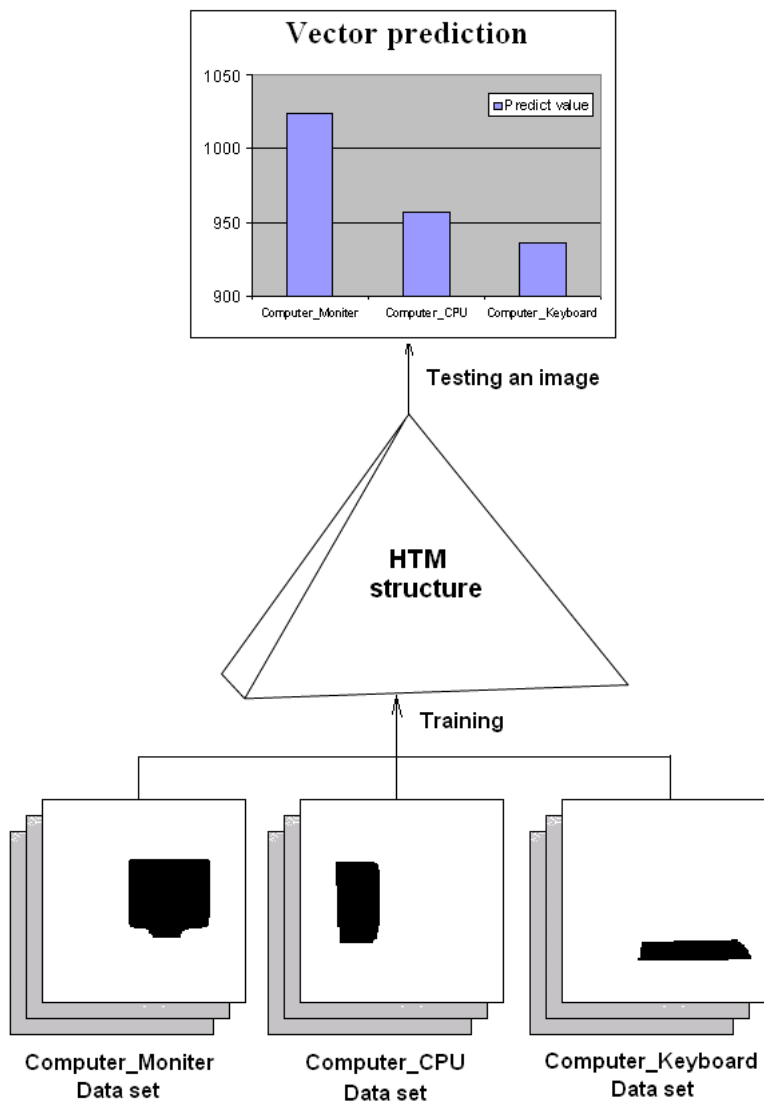 Vector prediction
1050
Predict value
1000
950
900
Computer_Moniter Computer_CPU Computer_Keyboard
Testing an image
HTM
structure
Training
Computer_Moniter
Data set
Computer_CPU
Data set
Computer_Keyboard
Data set